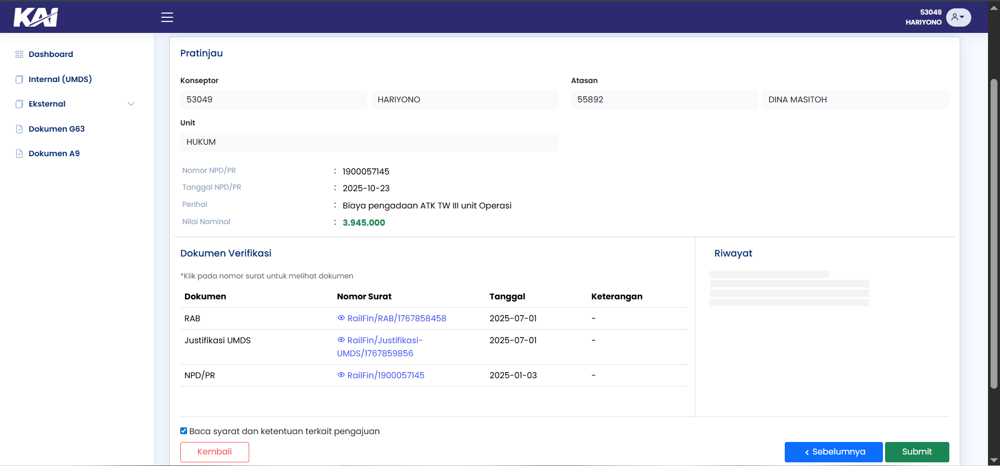 KAI
53049
HARIYONO
Dashboard
Internal (UMDS)
Eksternal
Dokumen G63
Dokumen A9
Pratinjau
Konseptor
Atasan
53049
HARIYONO
55892
DINA MASITOH
Unit
HUKUM
Nomor NPD/PR : 1900057145
Tanggal NPD/PR : 2025-10-23
Perihal : Biaya pengadaan ATK TW III unit Operasi
Nilai Nominal : 3.945.000
Dokumen Verifikasi
Riwayat
*Klik pada nomor surat untuk melihat dokumen
Dokumen Nomor Surat Tanggal Keterangan
RAB RailFin/RAB/1767858458 2025-07-01 -
Justifikasi UMDS RailFin/Justifikasi- 2025-07-01 -
UMDS/1767859856
NPD/PR RailFin/1900057145 2025-01-03 -
Baca syarat dan ketentuan terkait pengajuan
Kembali
‹ Sebelumnya
Submit